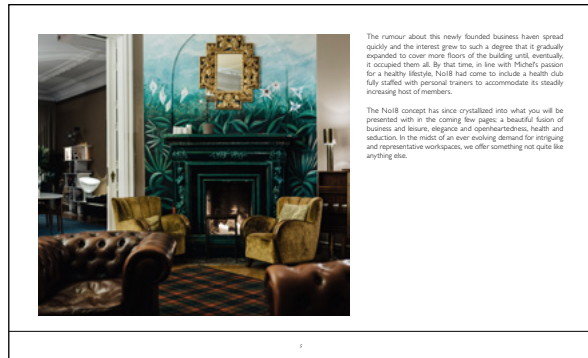 The rumour about this newly founded business haven spread
quickly and the interest grew to such a degree that it gradually
expanded to cover more floors of the building until, eventually,
it occupied them all. By that time, in line with Michel's passion
for a healthy lifestyle, No18 had come to include a health club
fully staffed with personal trainers to accommodate its steadily
increasing host of members.
The No18 concept has since crystallized into what you will be
presented with in the coming few pages; a beautiful fusion of
business and leisure, elegance and openheartedness, health and
seduction. In the midst of an ever evolving demand for intriguing
and representative workspaces, we offer something not quite like
anything else.